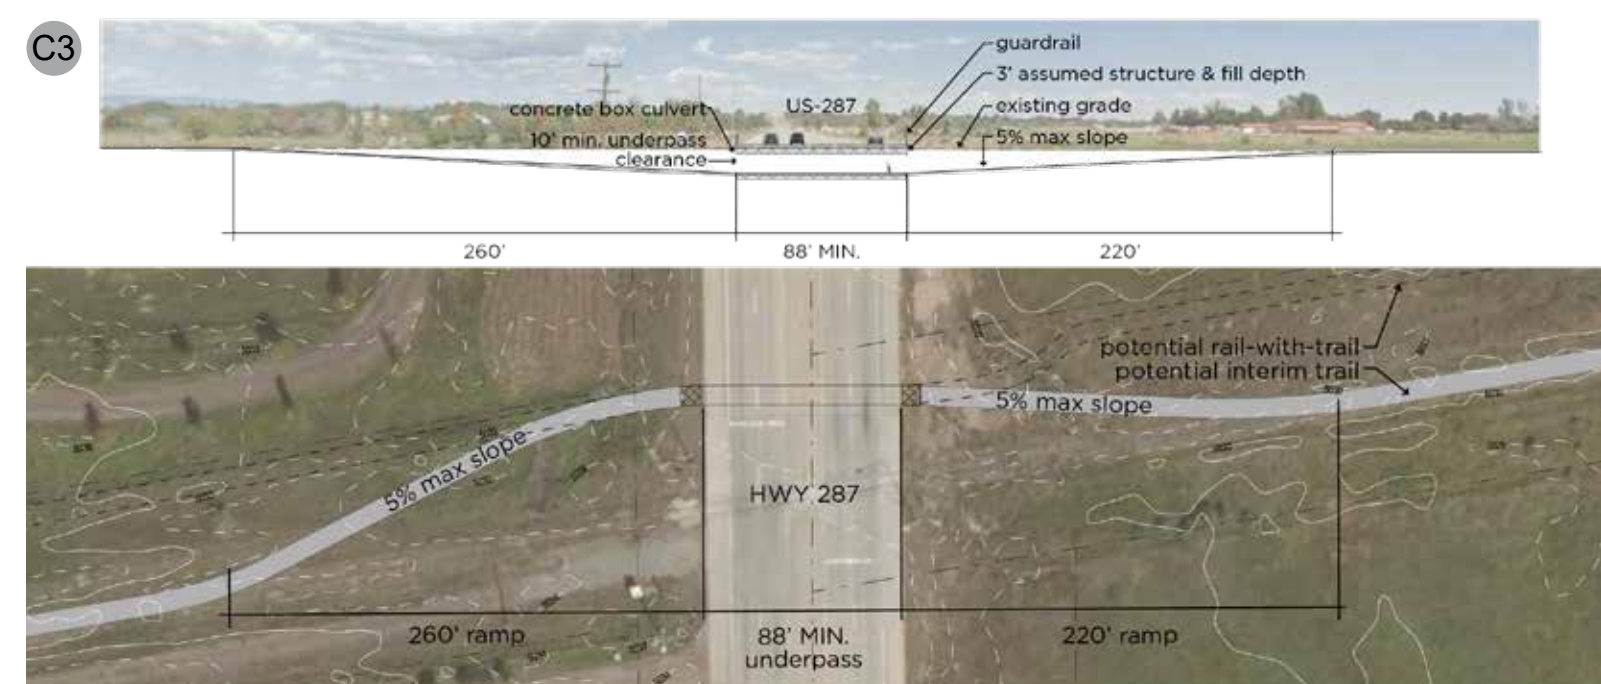 C3
guardrail
3' assumed structure & fill depth
concrete box culvert
US-287
existing grade
10' min. underpass
clearance
5% max slope
260'
88' MIN.
220'
potential rail-with-trail
potential interim trail
5% max slope
5% max slope
HWY 287
260' ramp
88' MIN.
underpass
220' ramp